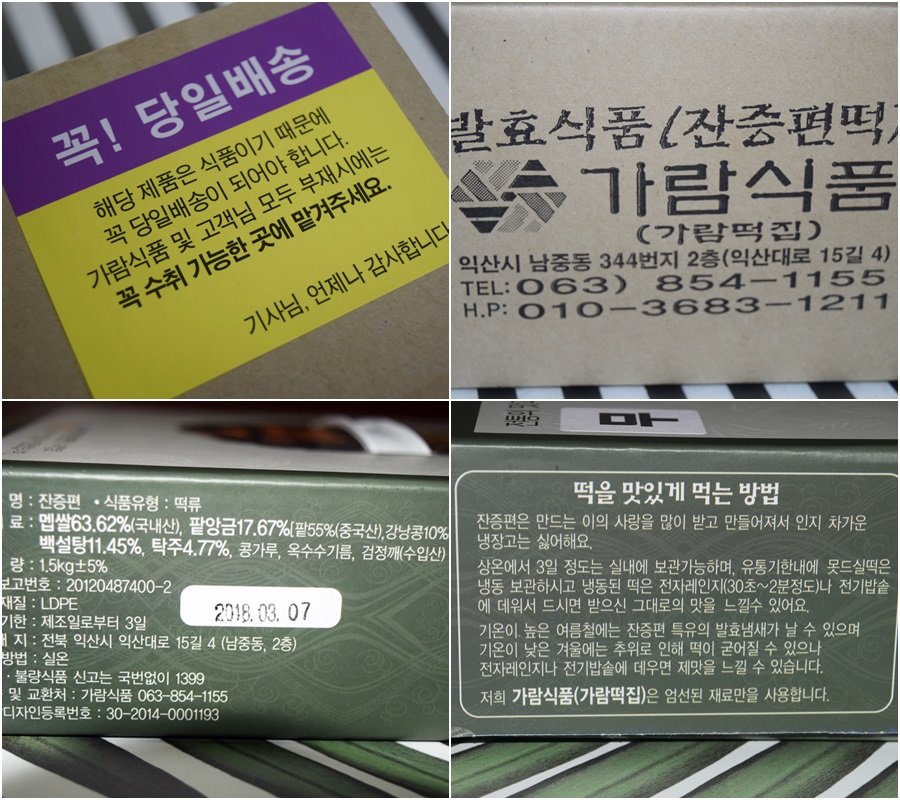 꼭! 당일배송
해당 제품은 식품이기 때문에
꼭 당일배송이 되어야 합니다.
가람식품 및 고객님 모두 부재시에는
꼭 수취 가능한 곳에 맡겨주세요.
기사님, 언제나 감사합니다
발효식품(잔증편떡)
가람식품
(가람떡집)
익산시 남중동 344번지 2층(익산대로 15길 4)
TEL: 063) 854-1155
H.P: 010-3683-1211
명 : 잔증편 • 식품유형 : 떡류
료 : 멥쌀63.62%(국내산), 팥앙금17.67%[팥55%(중국산),강낭콩10%
백설탕11.45%, 탁주4.77%, 콩가루, 옥수수기름, 검정깨(수입산)
량 : 1.5kg±5%
보고번호 : 20120487400-2
재질 : LDPE
기한 : 제조일로부터 3일
2018.03.07
지 : 전북 익산시 익산대로 15길 4 (남중동, 2층)
방법 : 실온
· 불량식품 신고는 국번없이 1399
및 교환처 : 가람식품 063-854-1155
디자인등록번호 : 30-2014-0001193
마
떡을 맛있게 먹는 방법
잔증편은 만드는 이의 사랑을 많이 받고 만들어져서 인지 차가운
냉장고는 싫어해요.
상온에서 3일 정도는 실내에 보관가능하며, 유통기한내에 못드실떡은
냉동 보관하시고 냉동된 떡은 전자레인지(30초~2분정도)나 전기밥솥
에 데워서 드시면 받으신 그대로의 맛을 느낄수 있어요.
기온이 높은 여름철에는 잔증편 특유의 발효냄새가 날 수 있으며
기온이 낮은 겨울에는 추위로 인해 떡이 굳어질 수 있으나
전자레인지나 전기밥솥에 데우면 제맛을 느낄 수 있습니다.
저희 가람식품(가람떡집)은 엄선된 재료만을 사용합니다.